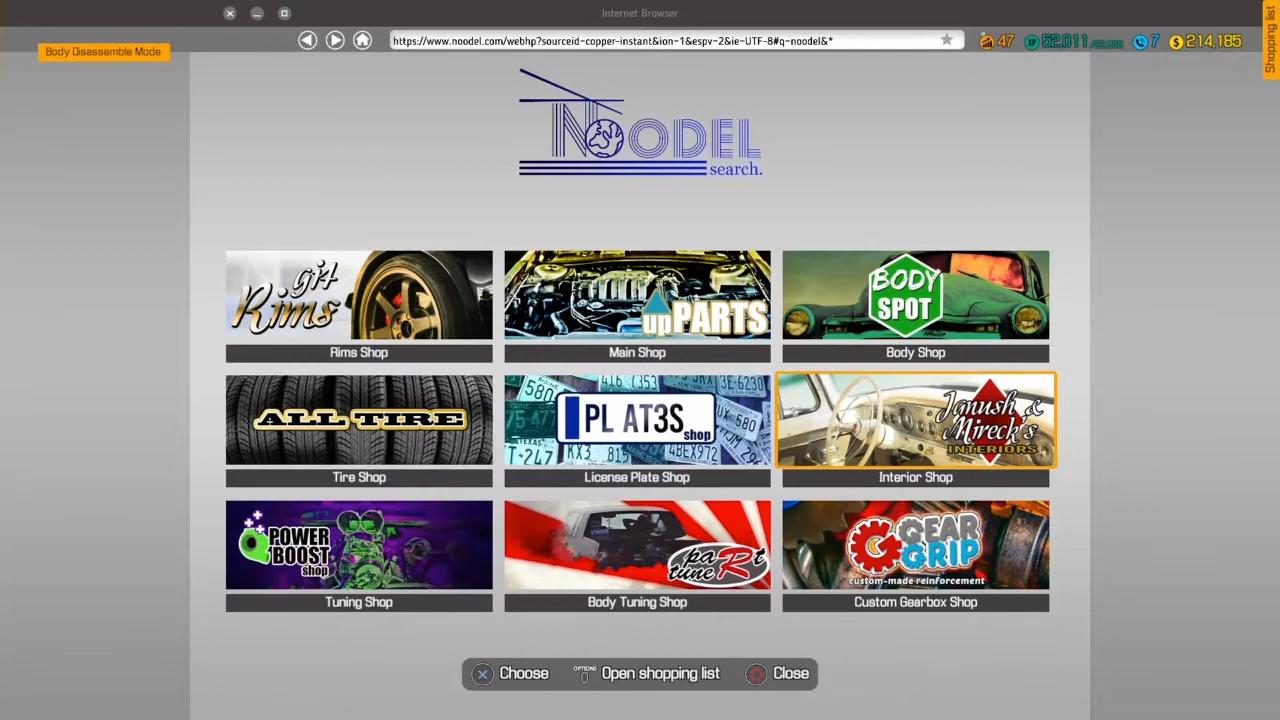 Internet Browser
Shopping list
Body Disassemble Mode
https://www.noodel.com/webhp?sourceid-copper-instant&ion-1&espv-2&ie-UTF-8#q-noodel&*
47
52,011
7
214,185
NOODEL
search.
gj4 Rims
upPARTS
BODY SPOT
Rims Shop
Main Shop
Body Shop
ALL TIRE
PL AT3S shop
Janush & Mireck's INTERIORS
Tire Shop
License Plate Shop
Interior Shop
POWER BOOST shop
paRt tuneR
GEAR GRIP
custom-made reinforcement
Tuning Shop
Body Tuning Shop
Custom Gearbox Shop
Choose
OPTIONS
Open shopping list
Close